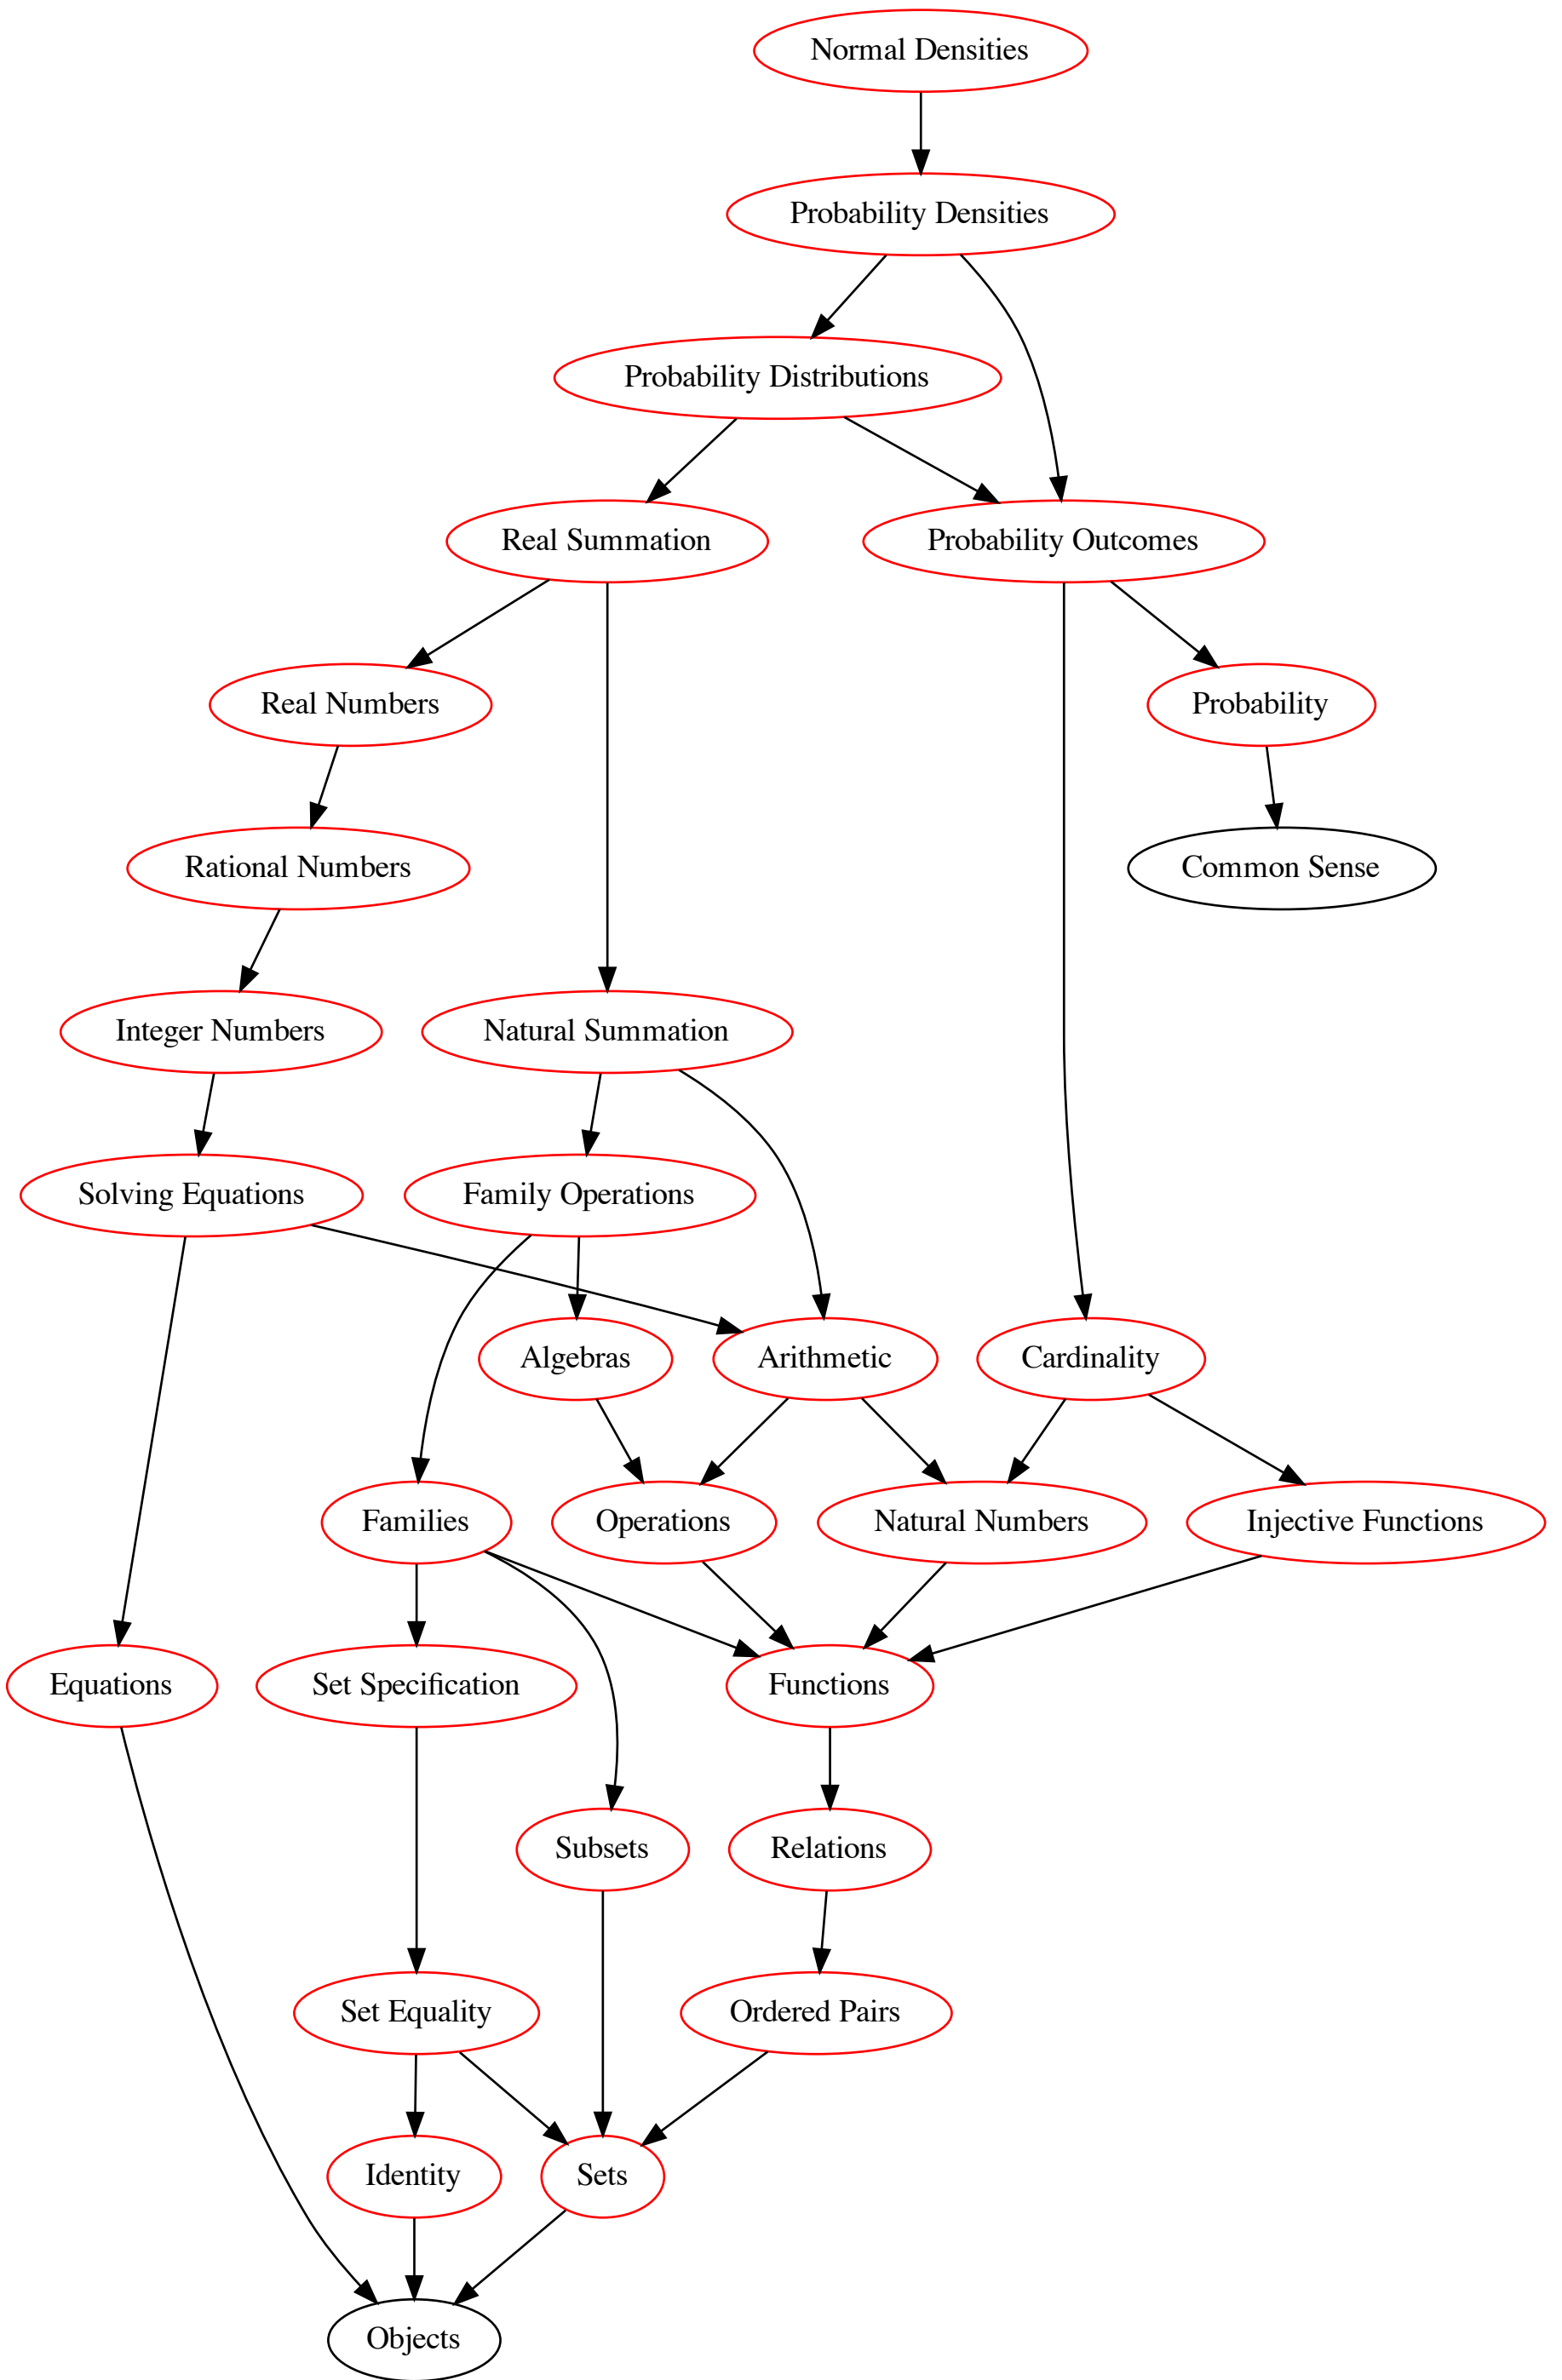 Normal Densities
Probability Densities
Probability Distributions
Real Summation
Probability Outcomes
Real Numbers
Probability
Rational Numbers
Common Sense
Integer Numbers
Natural Summation
Solving Equations
Family Operations
Algebras
Arithmetic
Cardinality
Families
Operations
Natural Numbers
Injective Functions
Equations
Set Specification
Functions
Subsets
Relations
Set Equality
Ordered Pairs
Identity
Sets
Objects